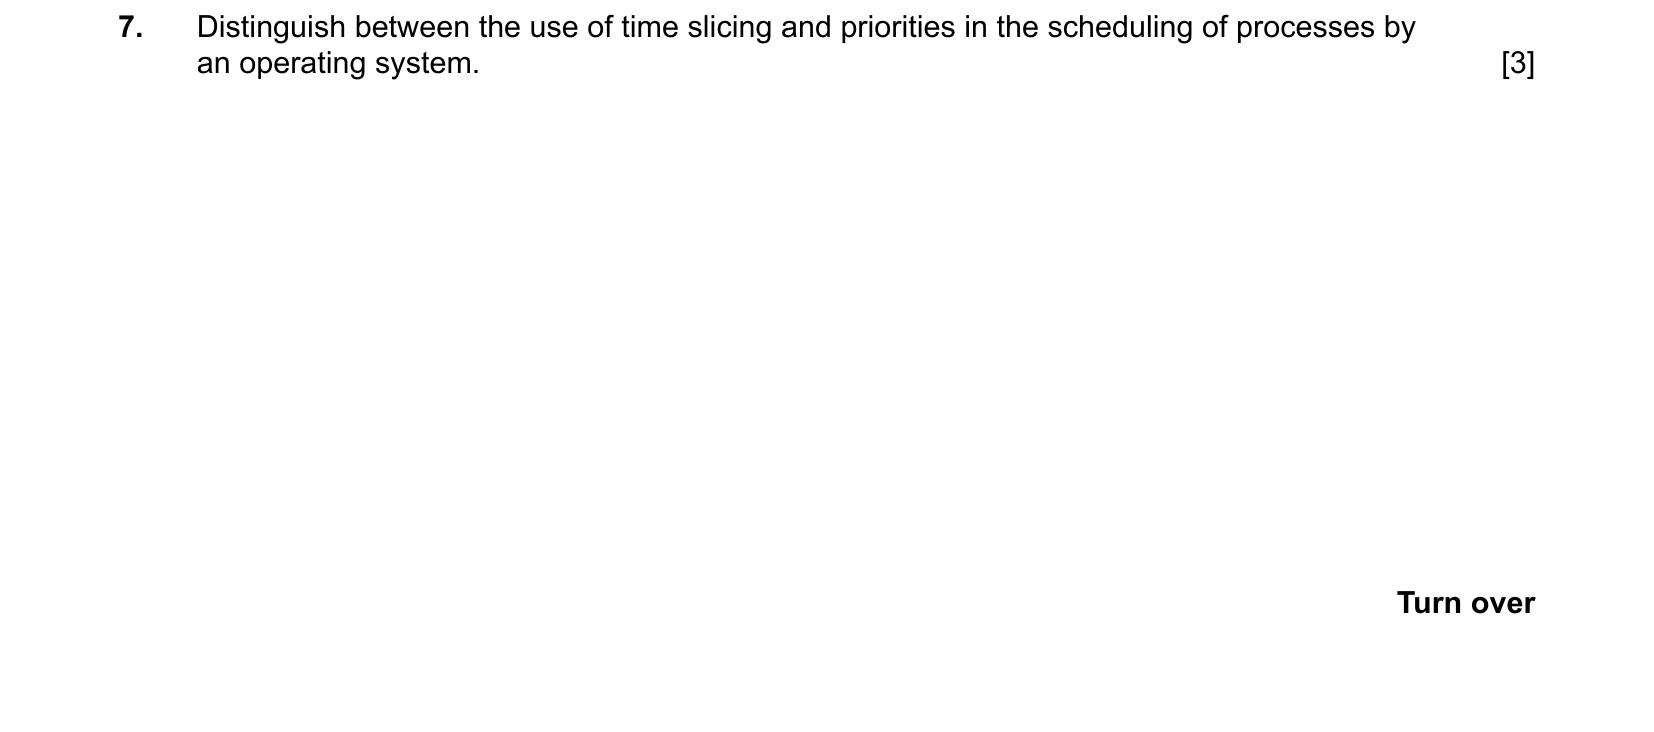 7. Distinguish between the use of time slicing and priorities in the scheduling of processes by
an operating system. [3]
Turn over